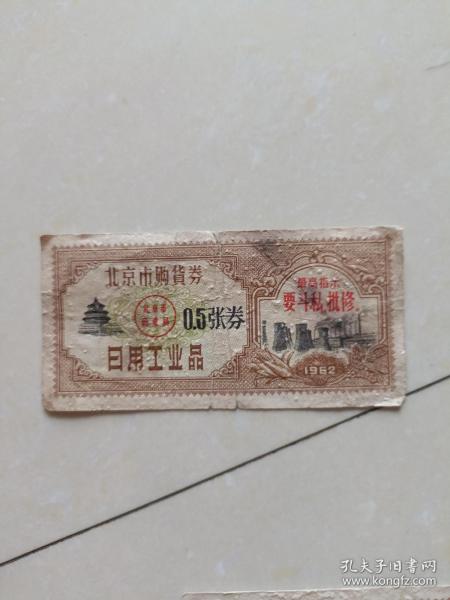 北京市购货券
0.5张券
日用工业品
最高指示
要斗私,批修
1962
孔夫子旧书网
www.kongfz.com